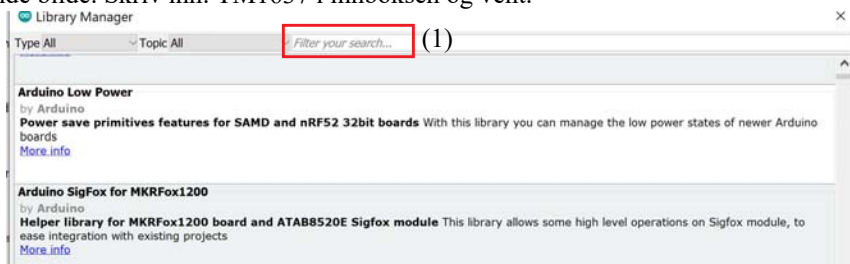 Library Manager
Type All Topic All Filter your search... (1)
More info
Arduino Low Power
by Arduino
Power save primitives features for SAMD and nRF52 32bit boards With this library you can manage the low power states of newer Arduino
boards
More info
Arduino SigFox for MKRFox1200
by Arduino
Helper library for MKRFox1200 board and ATAB8520E Sigfox module This library allows some high level operations on Sigfox module, to
ease integration with existing projects
More info